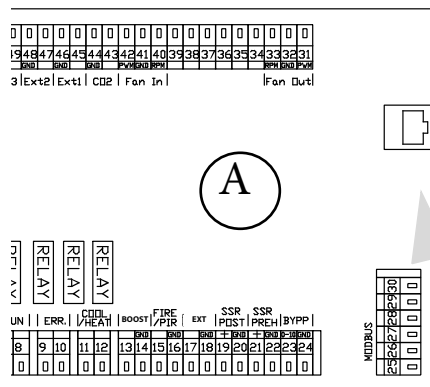 49 48 47 46 45 44 43 42 41 40 39 38 37 36 35 34 33 32 31
GND GND GND PWM GND RPM RPM GND PWM
3 Ext2 Ext1 CO2 Fan In Fan Out
A
RELAY RELAY RELAY RELAY
UN ERR. COOL /HEAT BOOST FIRE /PIR EXT SSR POST SSR PREH BYPP
GND GND GND + GND + GND 0-10 GND
8 9 10 11 12 13 14 15 16 17 18 19 20 21 22 23 24
MODBUS
25 26 27 28 29 30